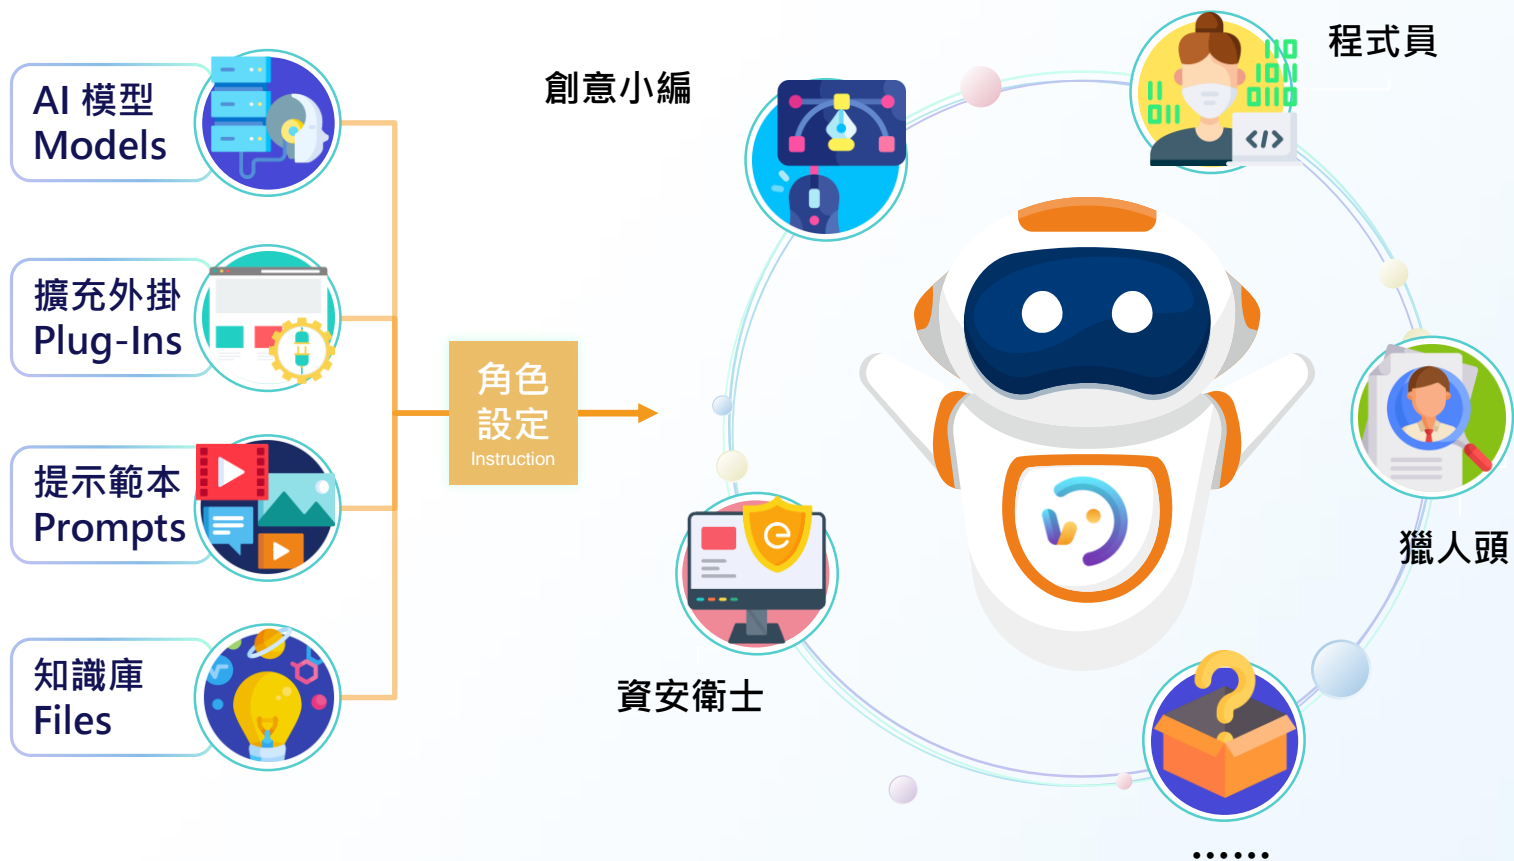 AI 模型
Models
擴充外掛
Plug-Ins
提示範本
Prompts
知識庫
Files
角色
設定
Instruction
創意小編
程式員
獵人頭
資安衛士
......